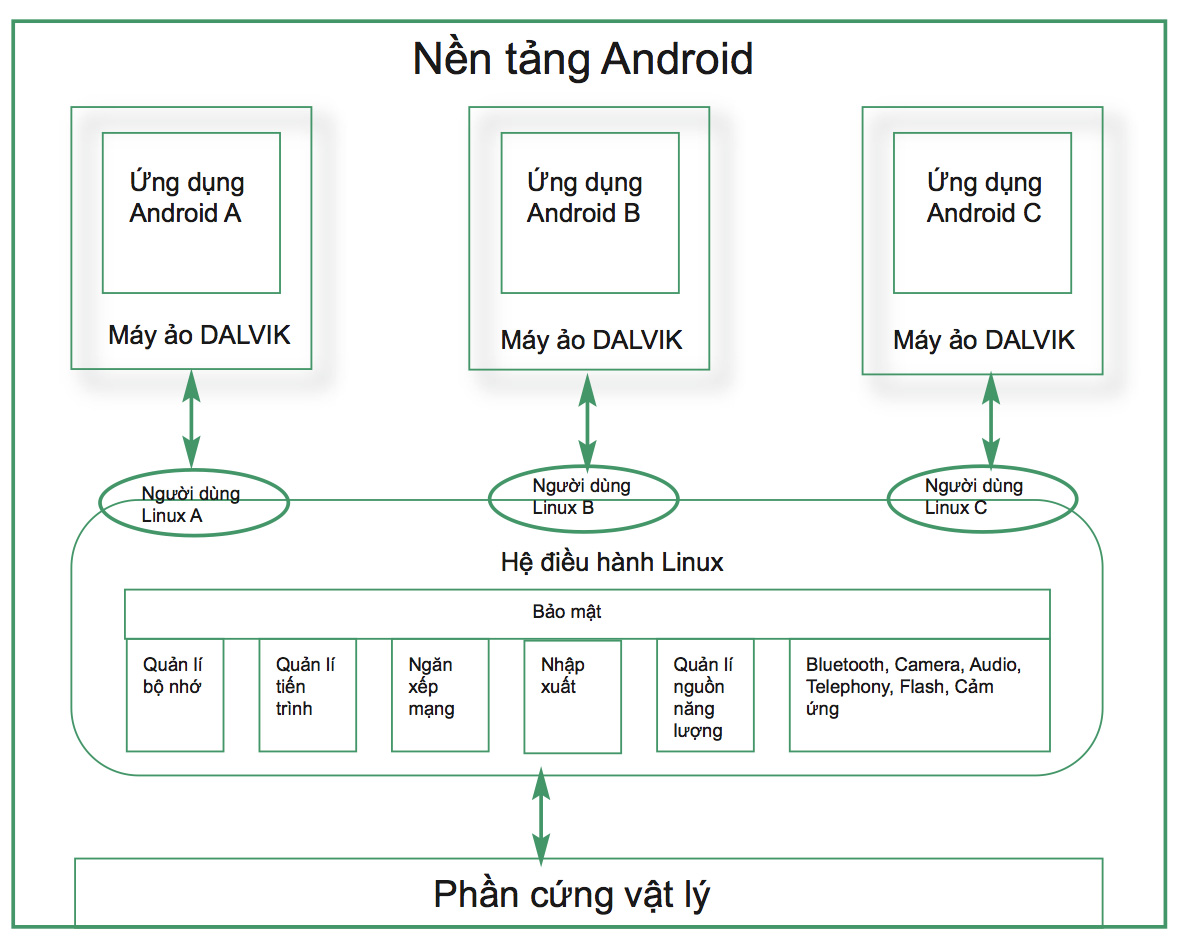 Nền tảng Android
Ứng dụng
Android A
Máy ảo DALVIK
Ứng dụng
Android B
Máy ảo DALVIK
Ứng dụng
Android C
Máy ảo DALVIK
Người dùng
Linux A
Người dùng
Linux B
Người dùng
Linux C
Hệ điều hành Linux
Bảo mật
Quản lí
bộ nhớ
Quản lí
tiến
trình
Ngăn
xếp
mạng
Nhập
xuất
Quản lí
nguồn
năng
lượng
Bluetooth, Camera, Audio,
Telephony, Flash, Cảm
ứng
Phần cứng vật lý